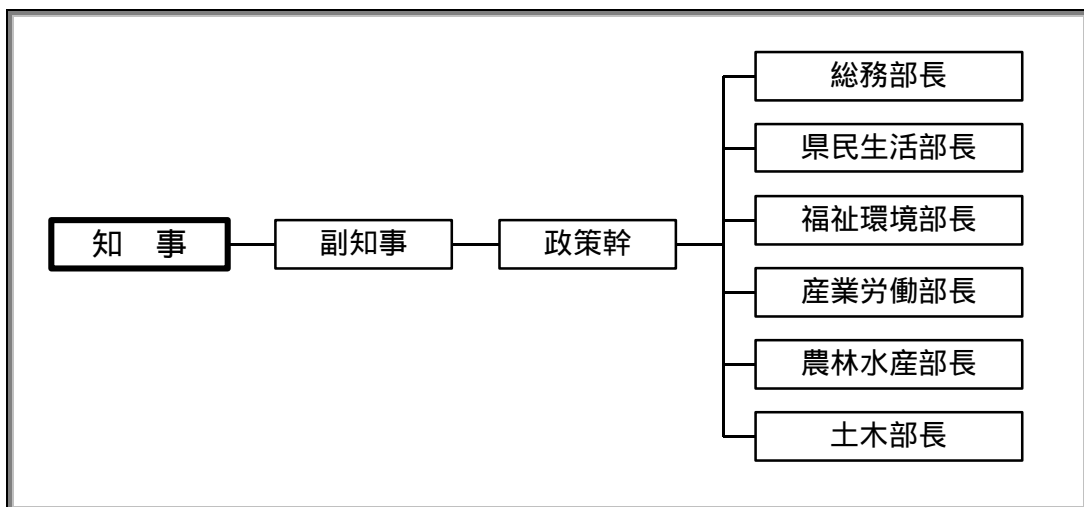 知　事
副知事
政策幹
総務部長
県民生活部長
福祉環境部長
産業労働部長
農林水産部長
土木部長